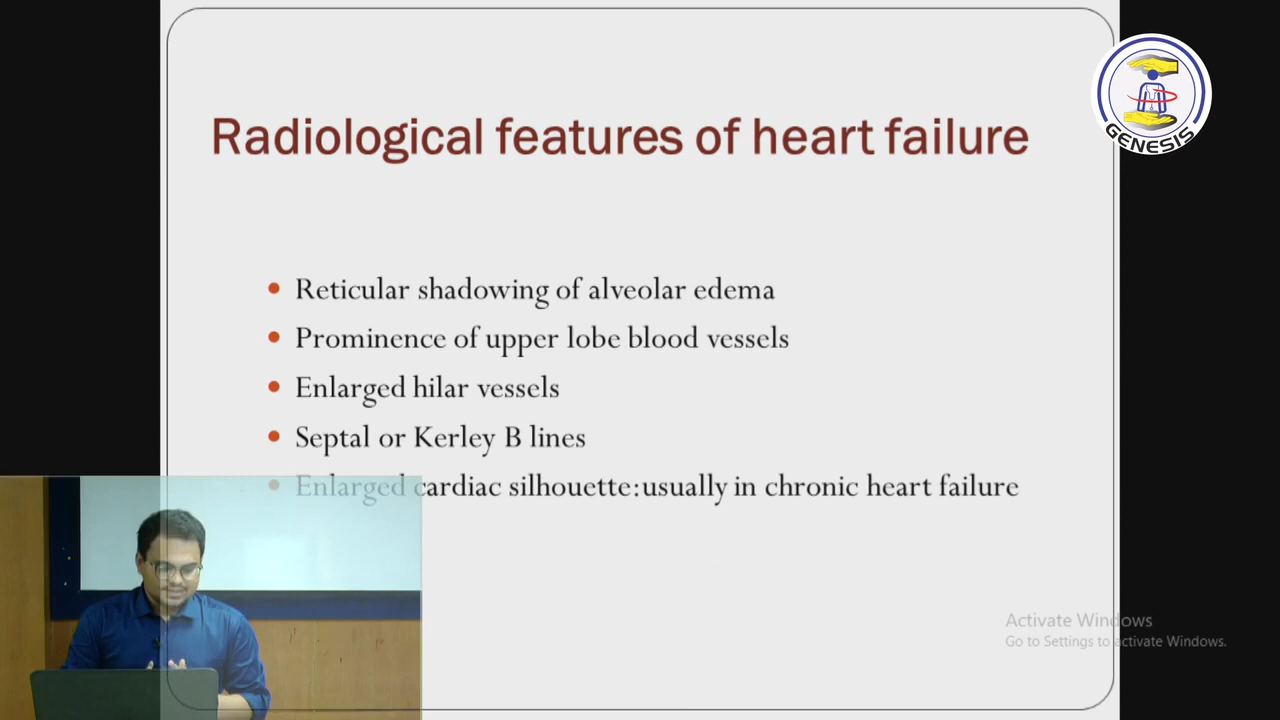 GENESIS
Radiological features of heart failure
Reticular shadowing of alveolar edema
Prominence of upper lobe blood vessels
Enlarged hilar vessels
Septal or Kerley B lines
Enlarged cardiac silhouette:usually in chronic heart failure
Activate Windows
Go to Settings to activate Windows.